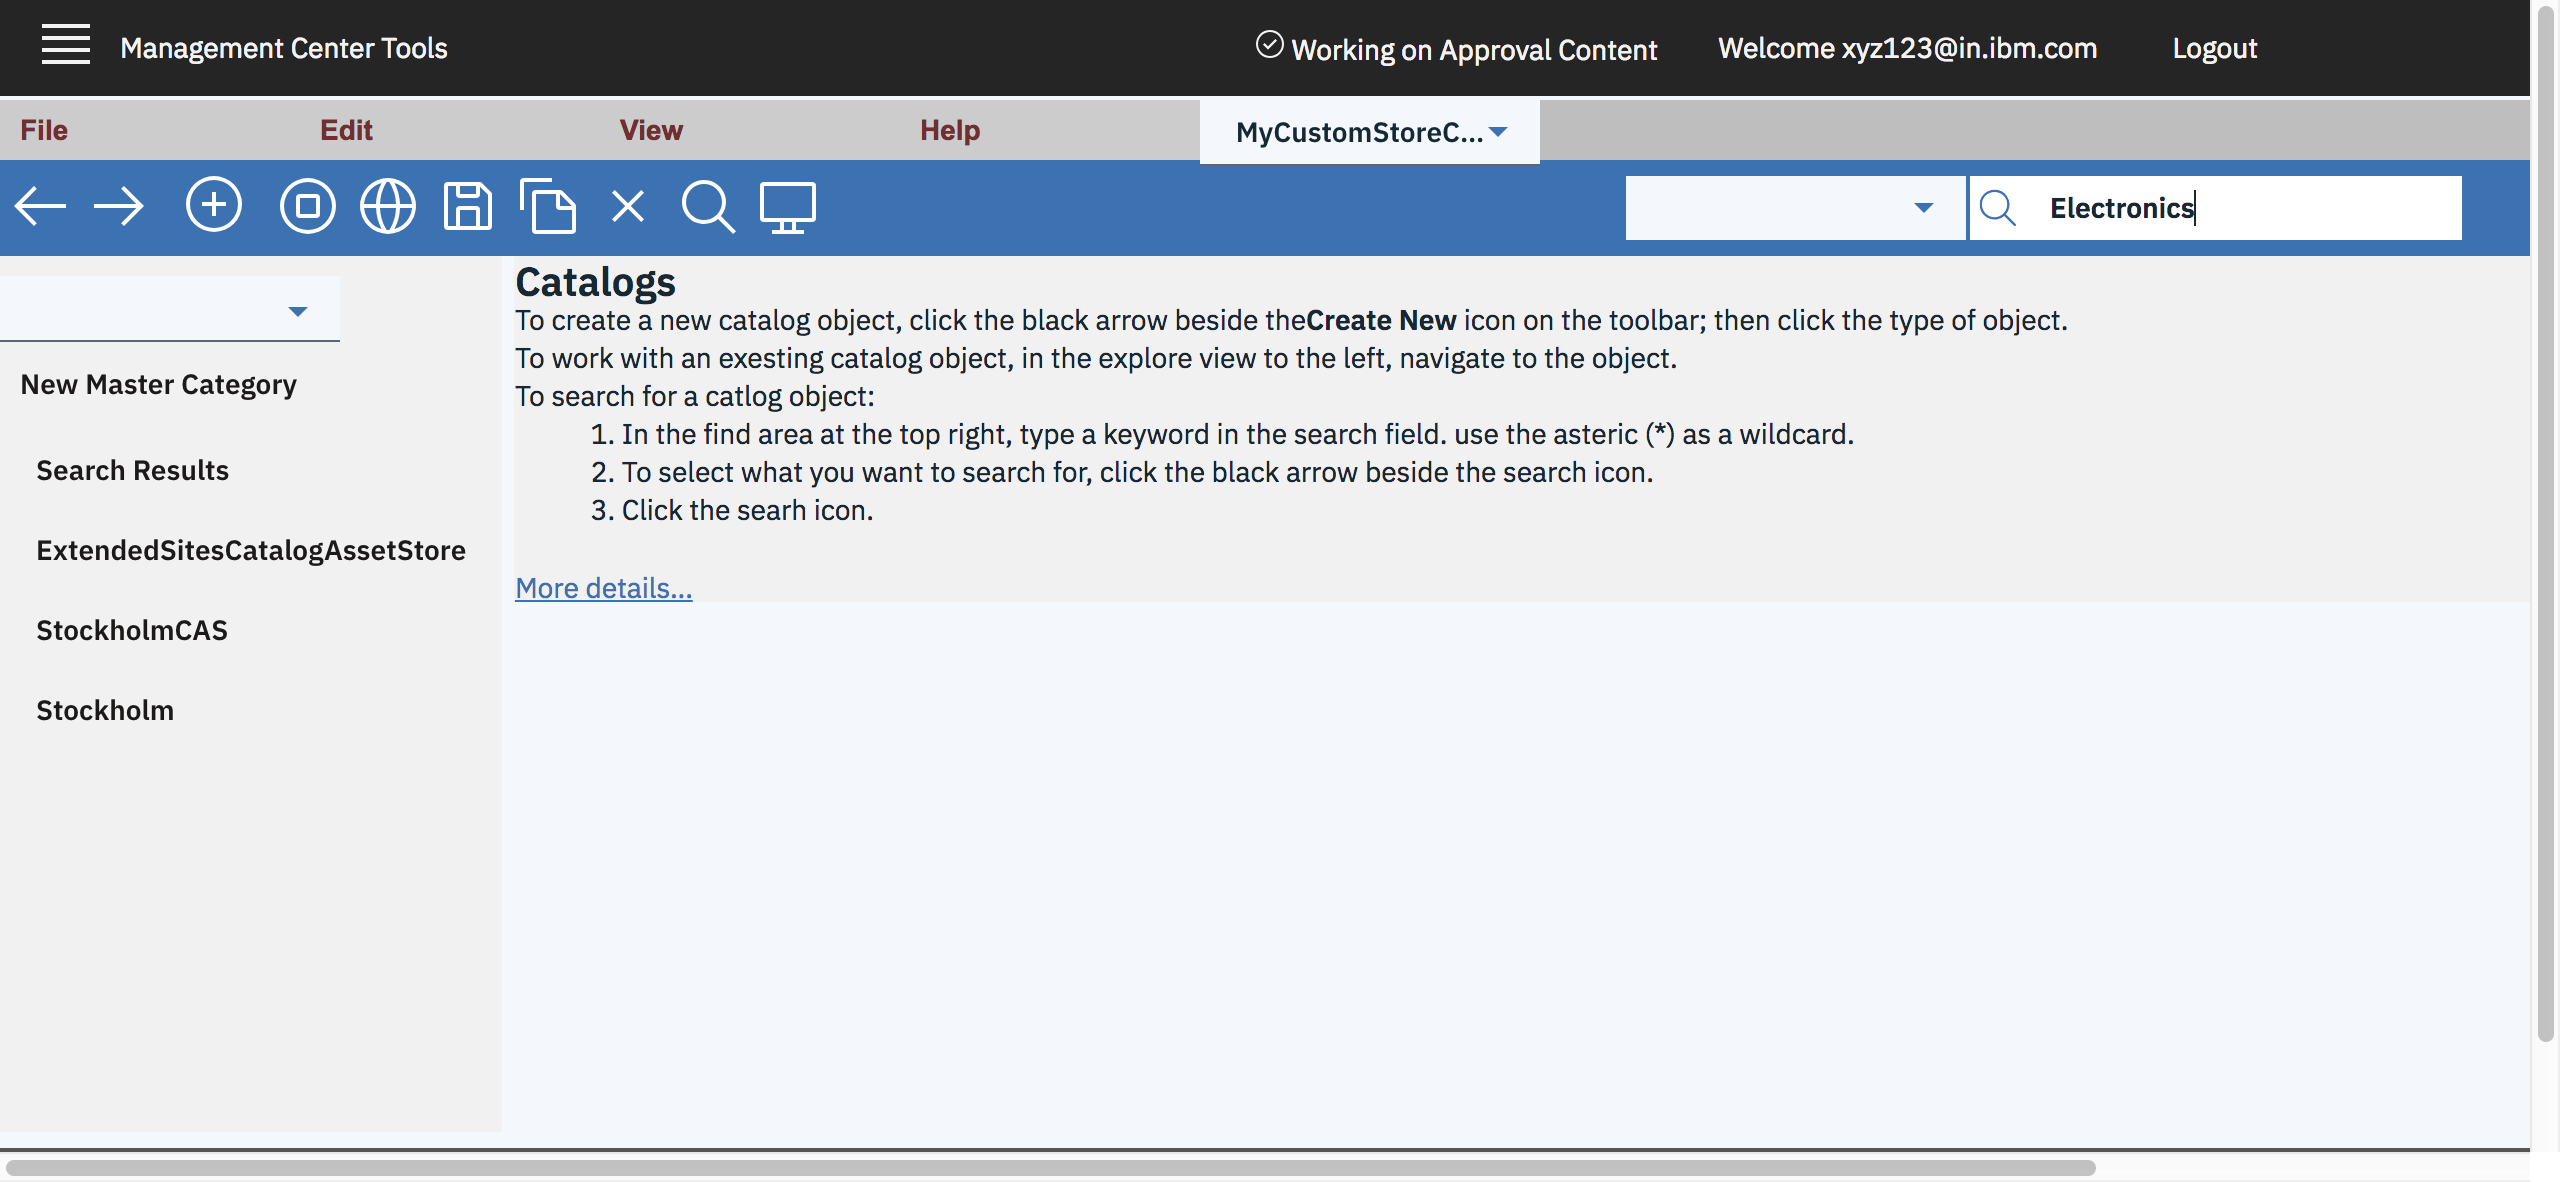 Management Center Tools
Working on Approval Content
Welcome xyz123@in.ibm.com
Logout
File
Edit
View
Help
MyCustomStoreC...
Electronics
New Master Category
Search Results
ExtendedSitesCatalogAssetStore
StockholmCAS
Stockholm
Catalogs
To create a new catalog object, click the black arrow beside theCreate New icon on the toolbar; then click the type of object.
To work with an exesting catalog object, in the explore view to the left, navigate to the object.
To search for a catlog object:
1. In the find area at the top right, type a keyword in the search field. use the asteric (*) as a wildcard.
2. To select what you want to search for, click the black arrow beside the search icon.
3. Click the searh icon.
More details...